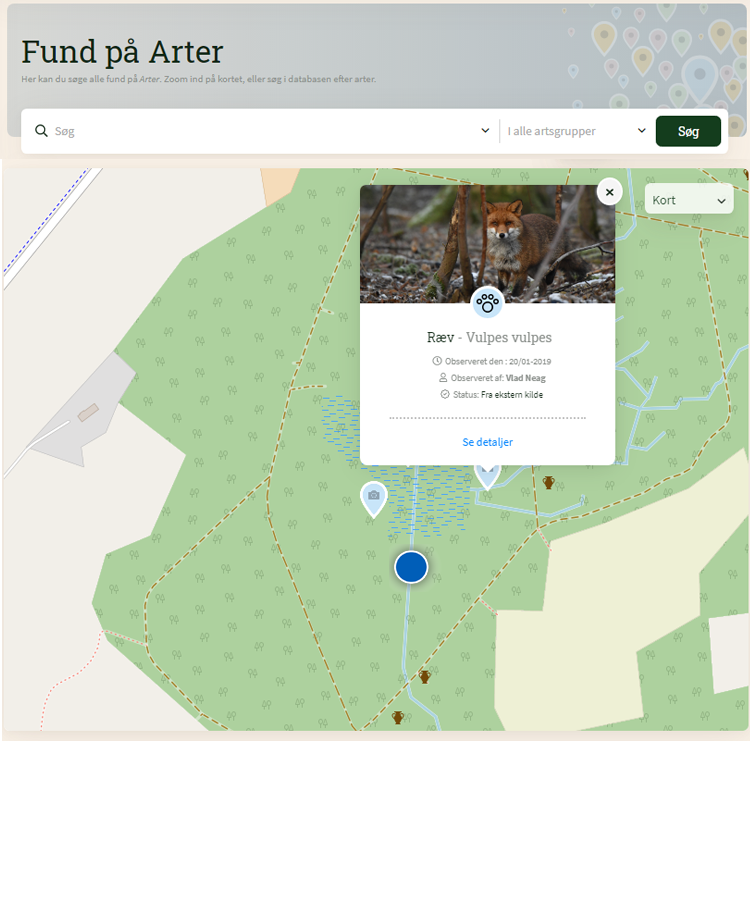 Fund på Arter
Her kan du søge alle fund på Arter. Zoom ind på kortet, eller søg i databasen efter arter.
Søg
I alle artsgrupper
Søg
Kort
Ræv - Vulpes vulpes
Observeret den : 20/01-2019
Observeret af: Vlad Neag
Status: Fra ekstern kilde
Se detaljer